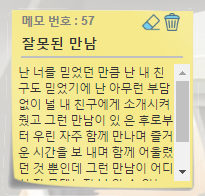 메모 번호 : 57
잘못된 만남
난 너를 믿었던 만큼 난 내 친
구도 믿었기에 난 아무런 부담
없이 널 내 친구에게 소개시켜
줬고 그런 만남이 있 은 후로부
터 우린 자주 함께 만나며 즐거
운 시간을 보 내며 함께 어울렸
던 것 뿐인데 그런 만남이 어디